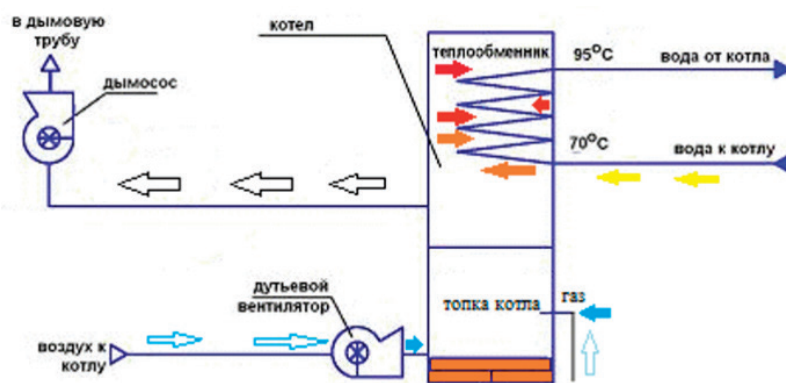 в дымовую
трубу
дымосос
котел
теплообменник
95°C
вода от котла
70°C
вода к котлу
дутьевой
вентилятор
воздух к
котлу
топка котла
газ